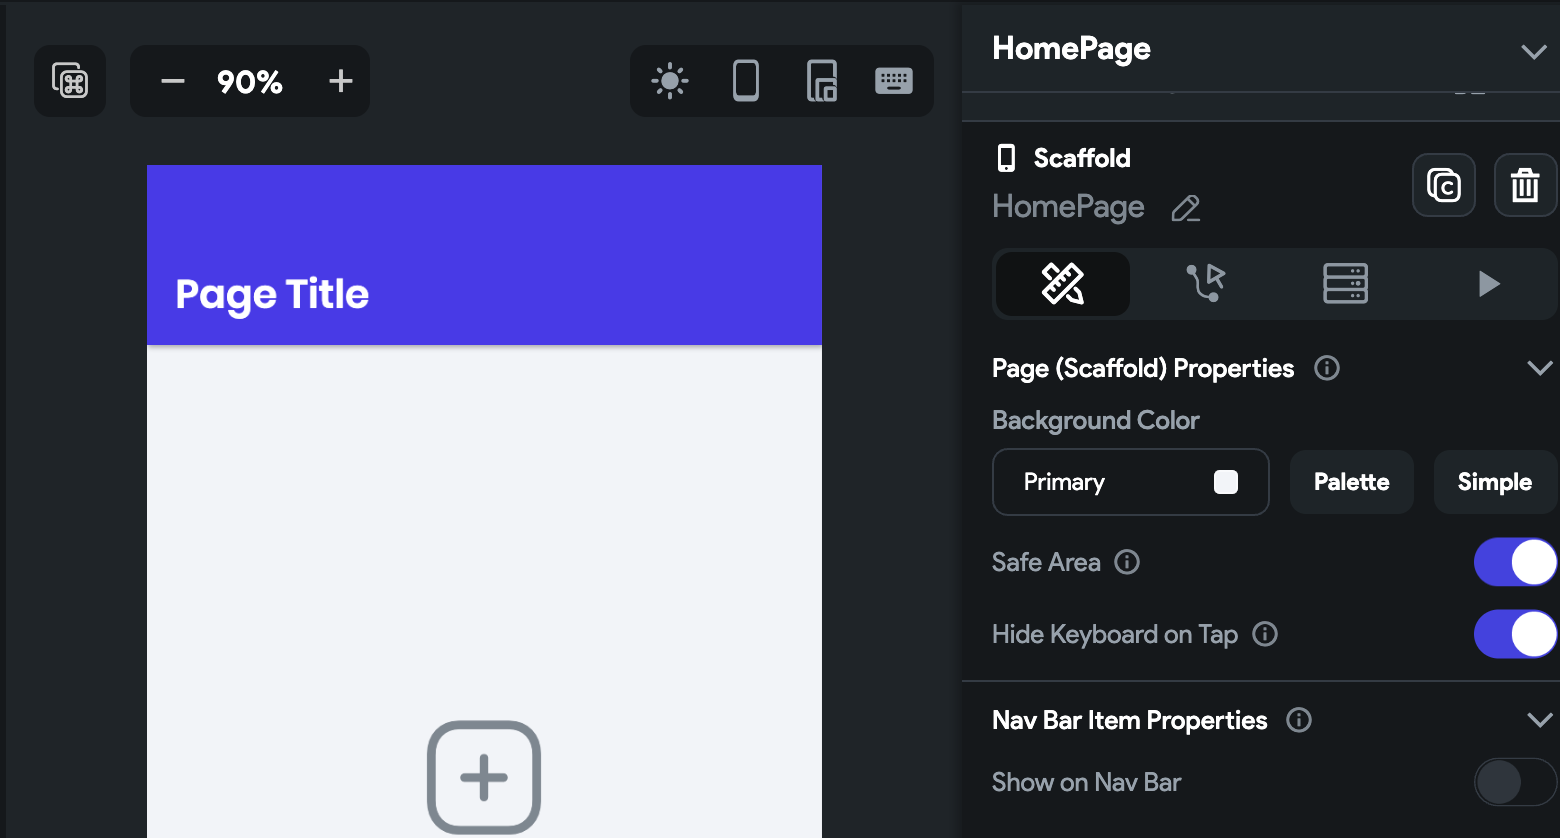 90%
Page Title
HomePage
Scaffold
HomePage
Page (Scaffold) Properties
Background Color
Primary
Palette
Simple
Safe Area
Hide Keyboard on Tap
Nav Bar Item Properties
Show on Nav Bar